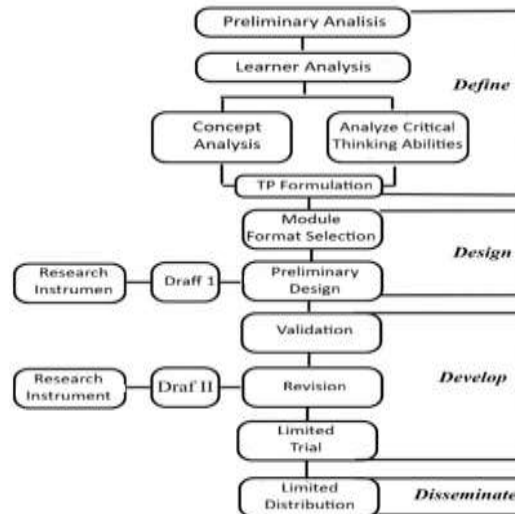 Preliminary Analisis
Learner Analysis
Define
Concept
Analysis
Analyze Critical
Thinking Abilities
TP Formulation
Module
Format Selection
Design
Research
Instrumen
Draff 1
Preliminary
Design
Validation
Research
Instrument
Draf II
Revision
Develop
Limited
Trial
Limited
Distribution
Disseminate